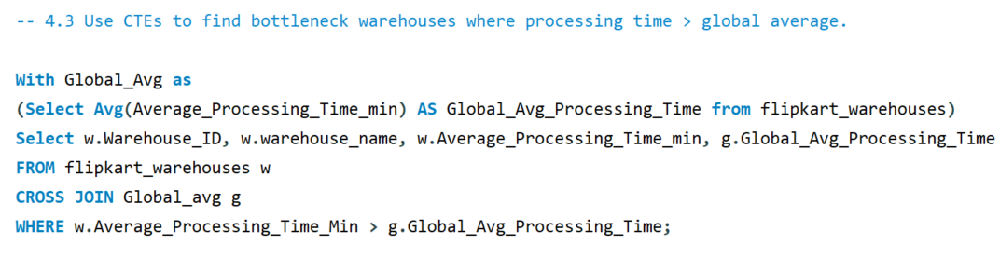 -- 4.3 Use CTEs to find bottleneck warehouses where processing time > global average.
With Global_Avg as
(Select Avg(Average_Processing_Time_min) AS Global_Avg_Processing_Time from flipkart_warehouses)
Select w.Warehouse_ID, w.warehouse_name, w.Average_Processing_Time_min, g.Global_Avg_Processing_Time
FROM flipkart_warehouses w
CROSS JOIN Global_avg g
WHERE w.Average_Processing_Time_Min > g.Global_Avg_Processing_Time;